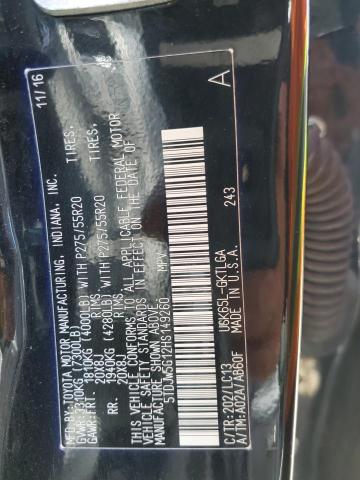 MFD. BY: 11/16
TOYOTA MOTOR MANUFACTURING, INDIANA, INC.
GVWR: 3310KG (7300LB)
GAWR: FRT. 1810KG (4000LB) WITH P275/55R20 TIRES,
20X8J RIMS
RR. 1940KG (4280LB) WITH P275/55R20 TIRES,
20X8J RIMS
THIS VEHICLE CONFORMS TO ALL APPLICABLE FEDERAL MOTOR
VEHICLE SAFETY STANDARDS IN EFFECT ON THE DATE OF
MANUFACTURE SHOWN ABOVE.
MPV
A
USK65L-GKTLGA
243
C/TR: 202/LC13
A/TM: A02A/AB60F
MADE IN U.S.A.